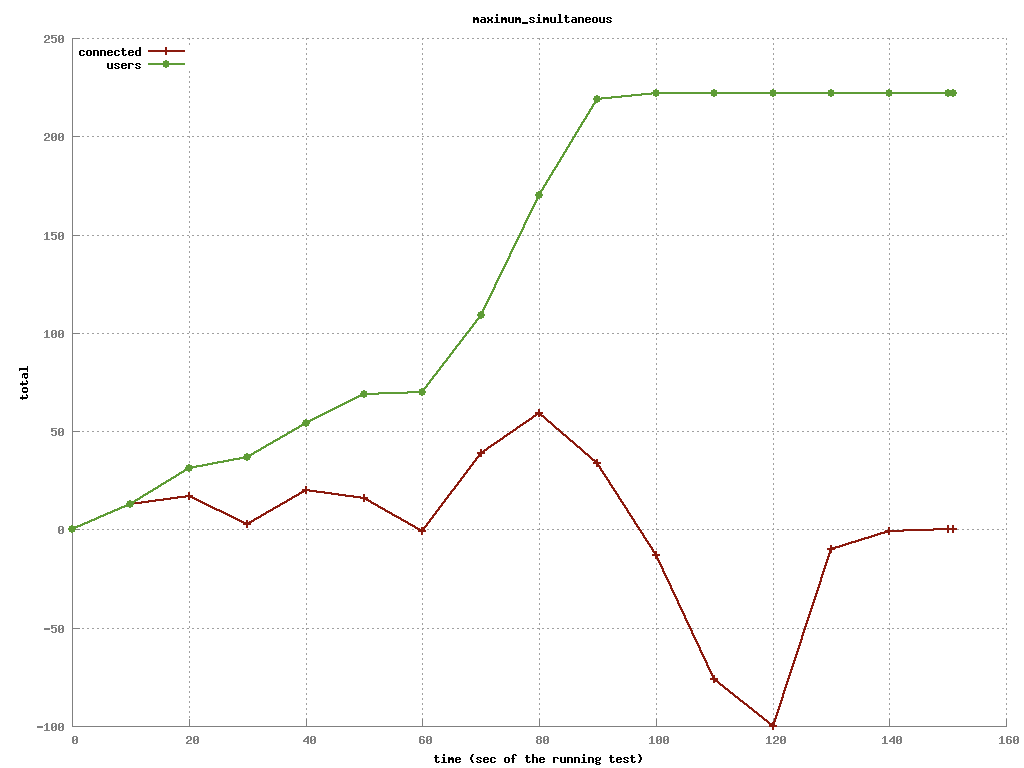 maximum_simultaneous
250
connected
users
200
150
100
total
50
0
-50
-100
0 20 40 60 80 100 120 140 160
time (sec of the running test)